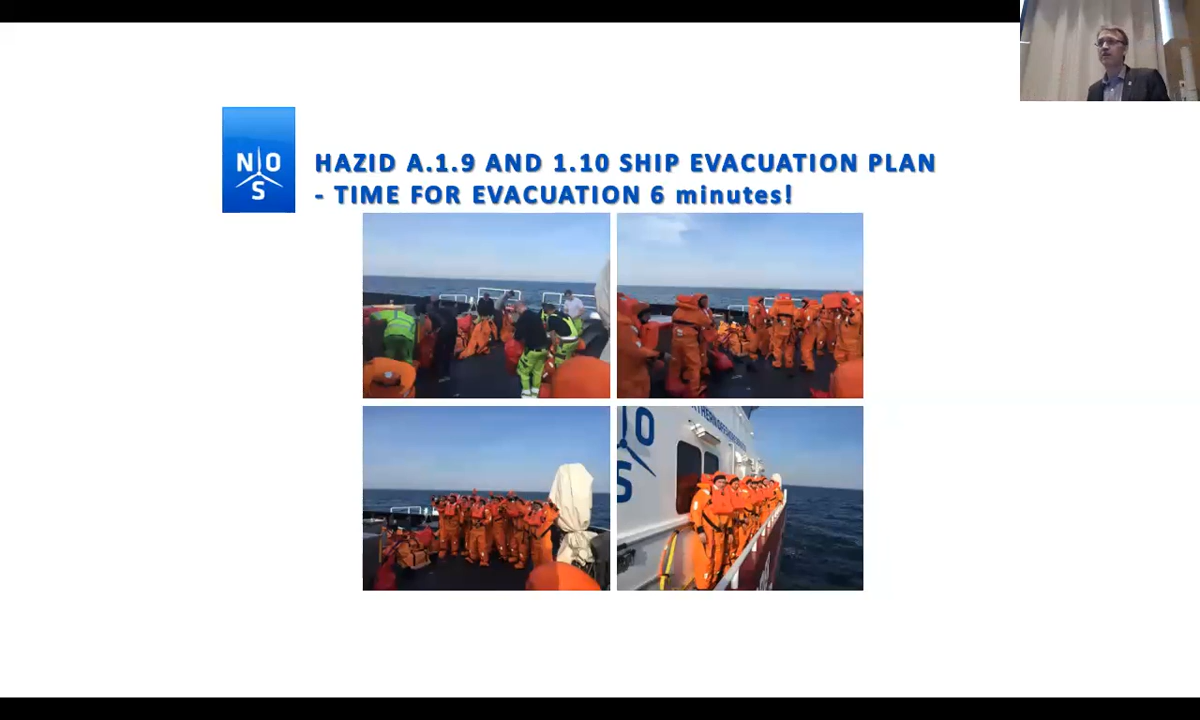 N O
S
HAZID A.1.9 AND 1.10 SHIP EVACUATION PLAN
- TIME FOR EVACUATION 6 minutes!
O
S